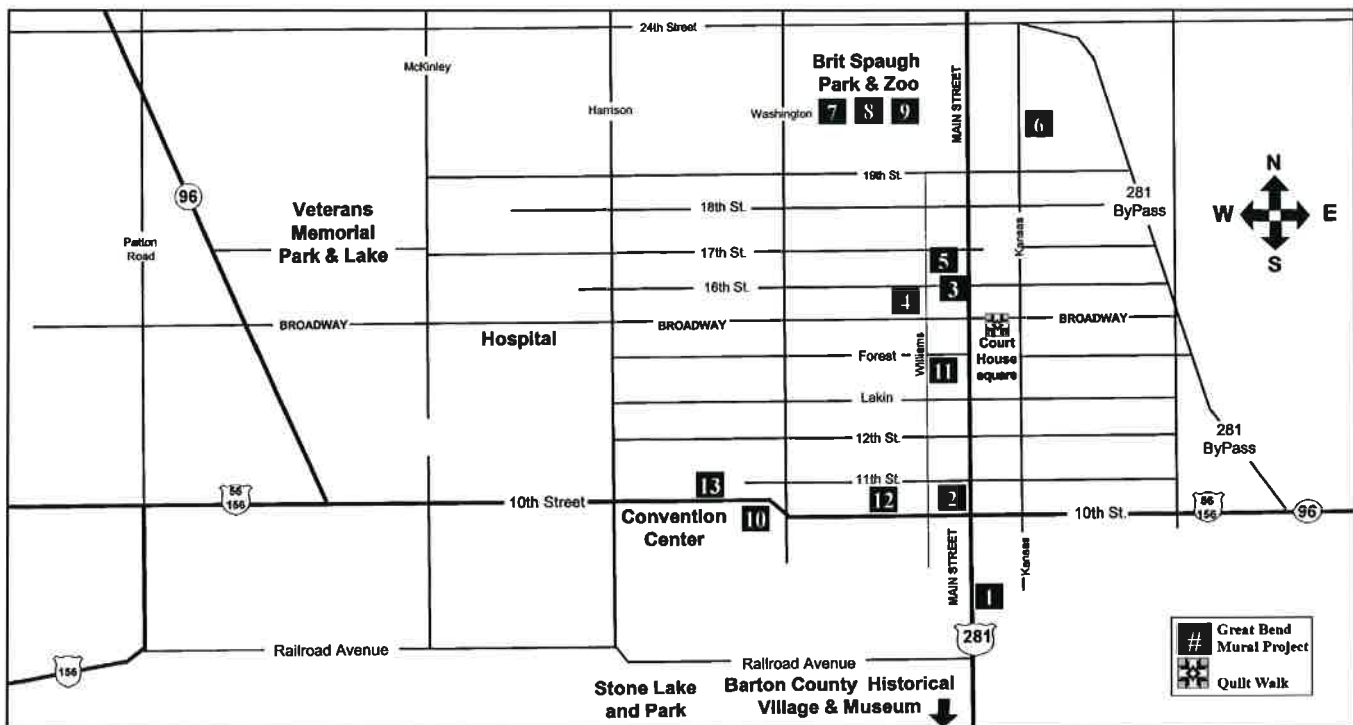 24th Street
McKinley
Brit Spaugh
Park & Zoo
Harrison
Washington
7 8 9
MAIN STREET
6
19th St.
96
281
ByPass
N
W E
S
18th St.
Veterans
Memorial
Park & Lake
Patton
Road
17th St.
Kansas
5
16th St.
3
4
BROADWAY
BROADWAY
BROADWAY
Hospital
Court
House
square
Forest
Williams
11
Lakin
12th St.
281
ByPass
11th St.
13
12
2
56
156
10th Street
10th St.
56
156
96
Convention
Center
10
MAIN STREET
Kansas
1
281
Railroad Avenue
Railroad Avenue
156
Stone Lake
and Park
Barton County Historical
Village & Museum
# Great Bend
Mural Project
Quilt Walk